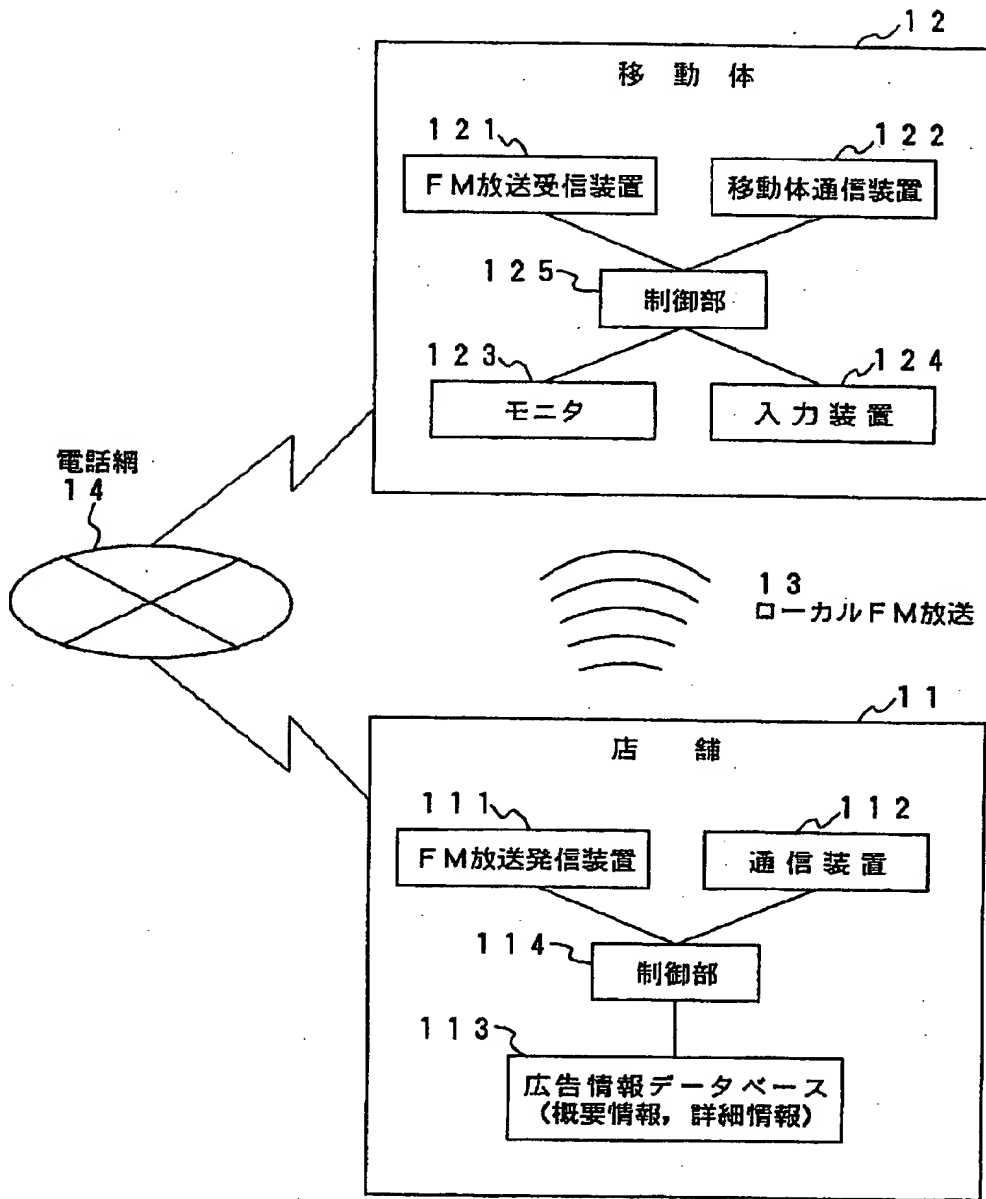 12
移動体
121
122
FM放送受信装置
移動体通信装置
125
制御部
123
124
モニタ
入力装置
電話網
14
13
ローカルFM放送
11
店舗
111
112
FM放送発信装置
通信装置
114
制御部
113
広告情報データベース
(概要情報,詳細情報)